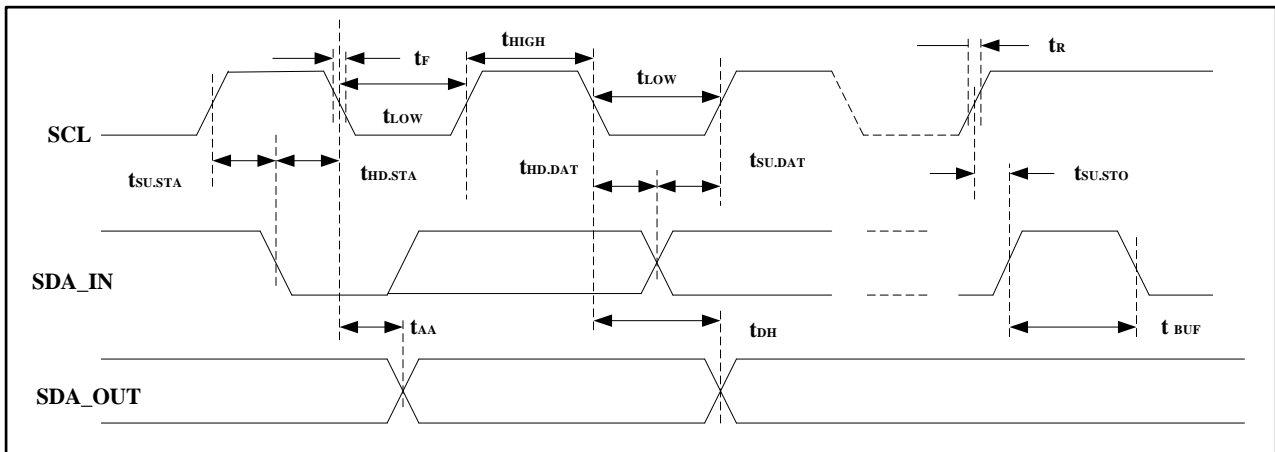 tF
tHIGH
tLOW
tR
SCL
tLOW
tSU.STA
tHD.STA
tHD.DAT
tSU.DAT
tSU.STO
SDA_IN
tAA
tDH
t BUF
SDA_OUT